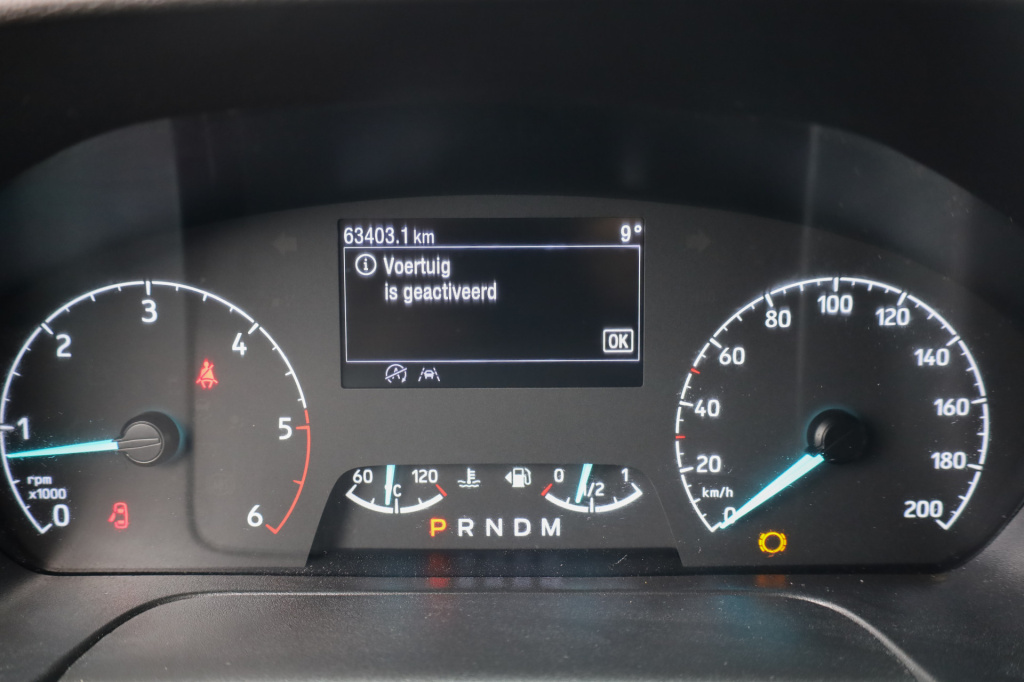 63403.1 km 9°
Voertuig
is geactiveerd
OK
0 1 2 3 4 5 6
rpm
x1000
60 °C 120
0 1/2 1
P R N D M
0 20 40 60 80 100 120 140 160 180 200
km/h